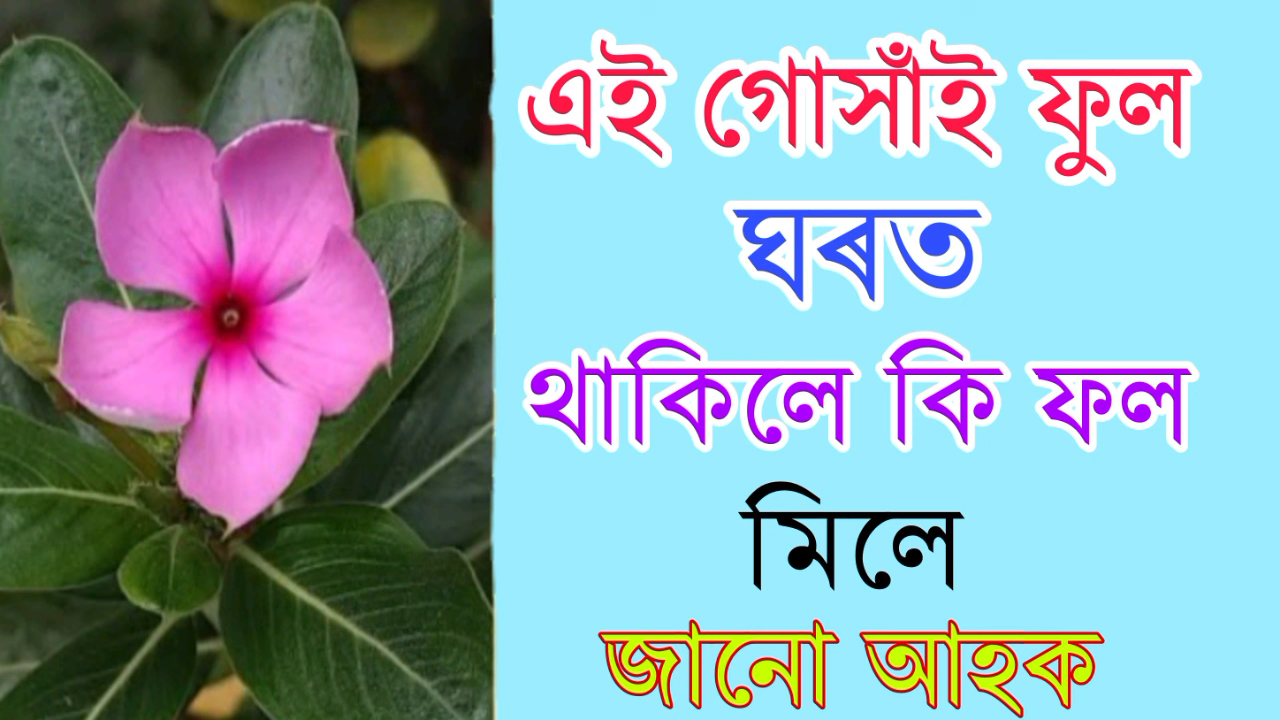 এই গোসাঁই ফুল
ঘৰত
থাকিলে কি ফল
মিলে
জানো আহক